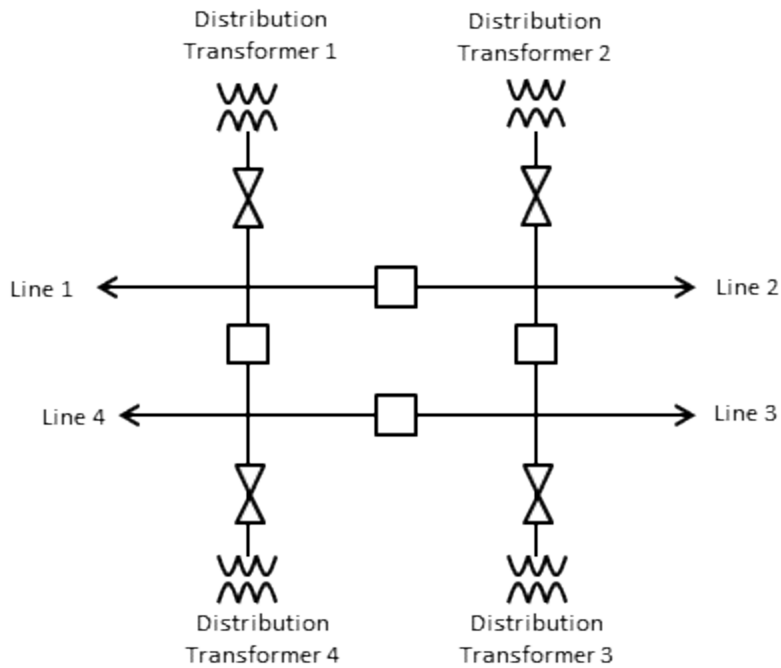 Distribution
Transformer 1
Distribution
Transformer 2
Line 1
Line 2
Line 4
Line 3
Distribution
Transformer 4
Distribution
Transformer 3